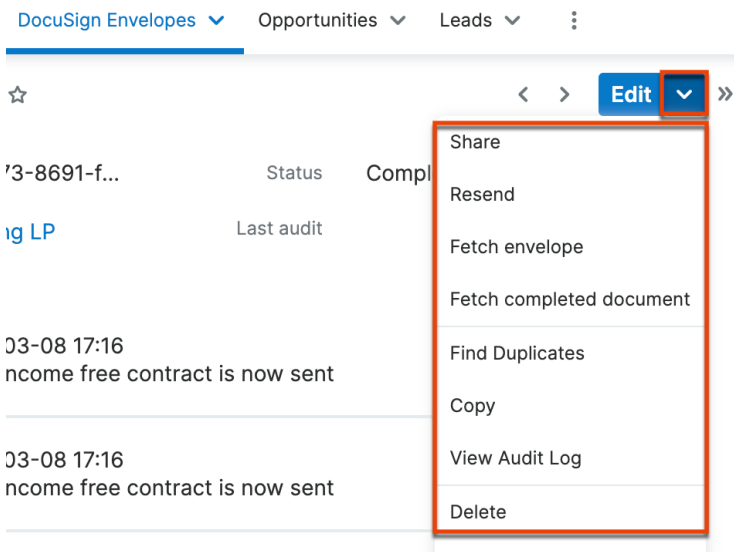 DocuSign Envelopes Opportunities Leads
Edit
73-8691-f... Status Compl
ng LP Last audit
03-08 17:16
ncome free contract is now sent
03-08 17:16
ncome free contract is now sent
Share
Resend
Fetch envelope
Fetch completed document
Find Duplicates
Copy
View Audit Log
Delete